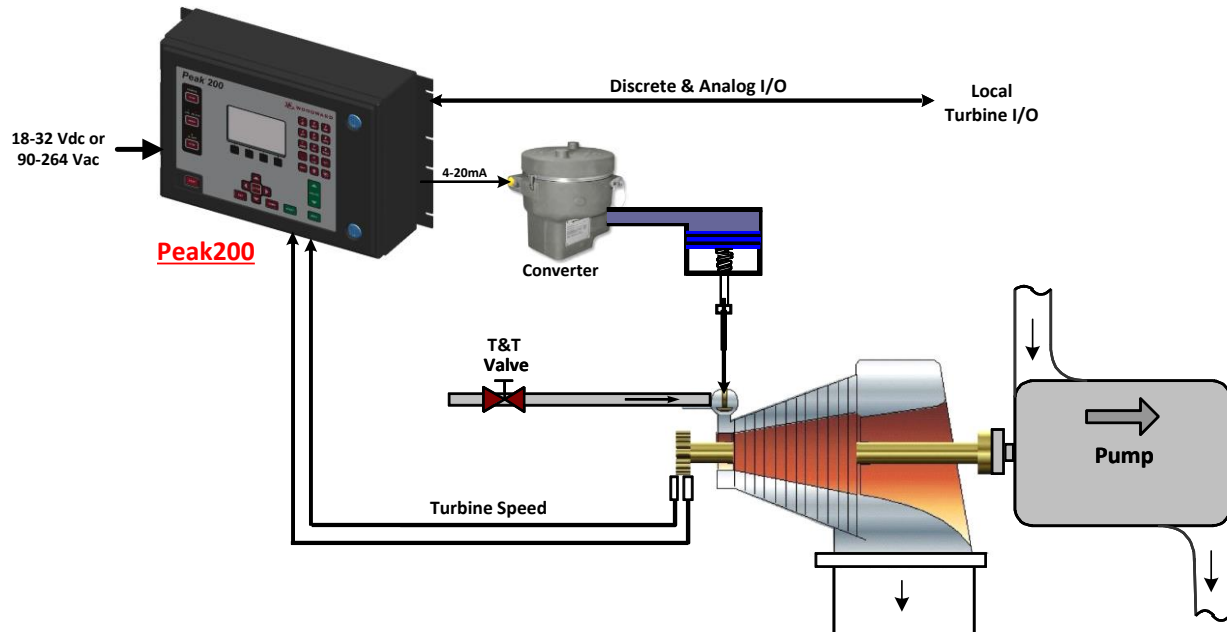 Peak 200
WOODWARD
Discrete & Analog I/O
Local
Turbine I/O
18-32 Vdc or
90-264 Vac
4-20mA
Peak200
Converter
T&T
Valve
Pump
Turbine Speed